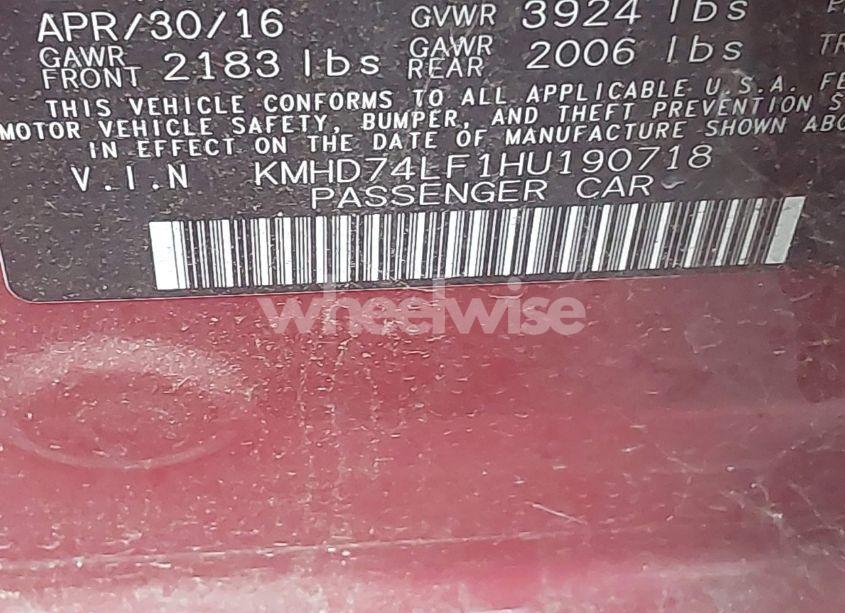 APR/30/16 GVWR 3924 lbs
GAWR FRONT 2183 lbs GAWR REAR 2006 lbs
THIS VEHICLE CONFORMS TO ALL APPLICABLE U.S.A. FE
MOTOR VEHICLE SAFETY, BUMPER, AND THEFT PREVENTION S
IN EFFECT ON THE DATE OF MANUFACTURE SHOWN ABO
V.I.N KMHD74LF1HU190718
PASSENGER CAR
wheelwise